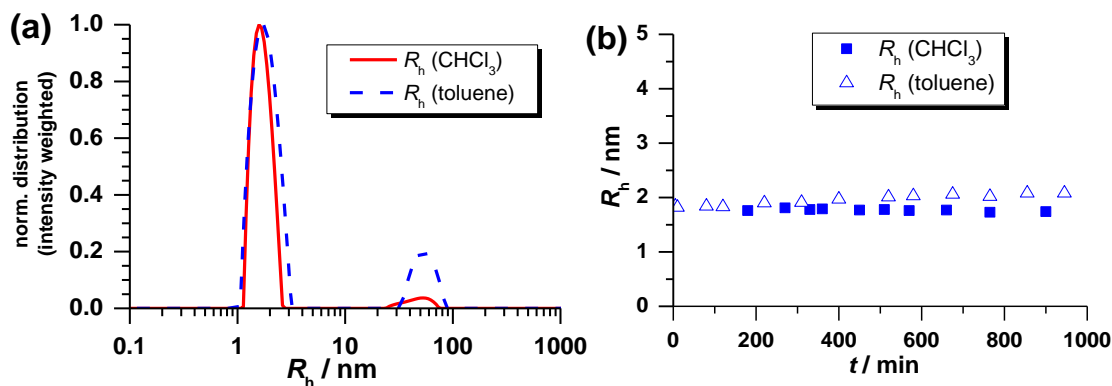 (a)
norm. distribution
(intensity weighted)
1.0
0.8
0.6
0.4
0.2
0.0
R_h (CHCl_3)
R_h (toluene)
0.1 1 10 100 1000
R_h / nm
(b)
R_h / nm
5
4
3
2
1
0
R_h (CHCl_3)
R_h (toluene)
0 200 400 600 800 1000
t / min